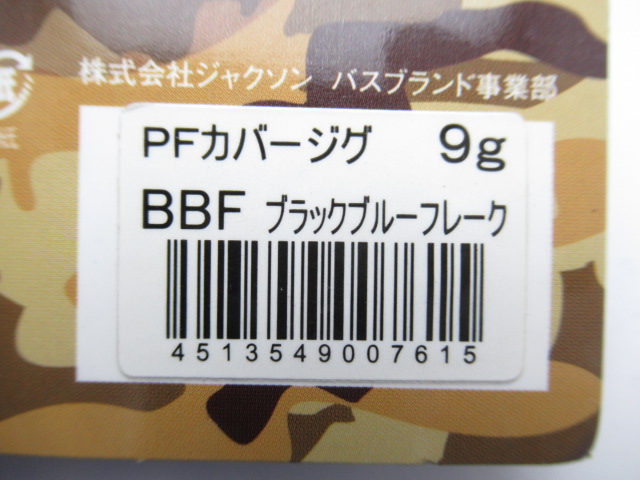 株式会社ジャクソン バスブランド事業部
紙
PFカバージグ 9g
BBF ブラックブルーフレーク
4513549007615